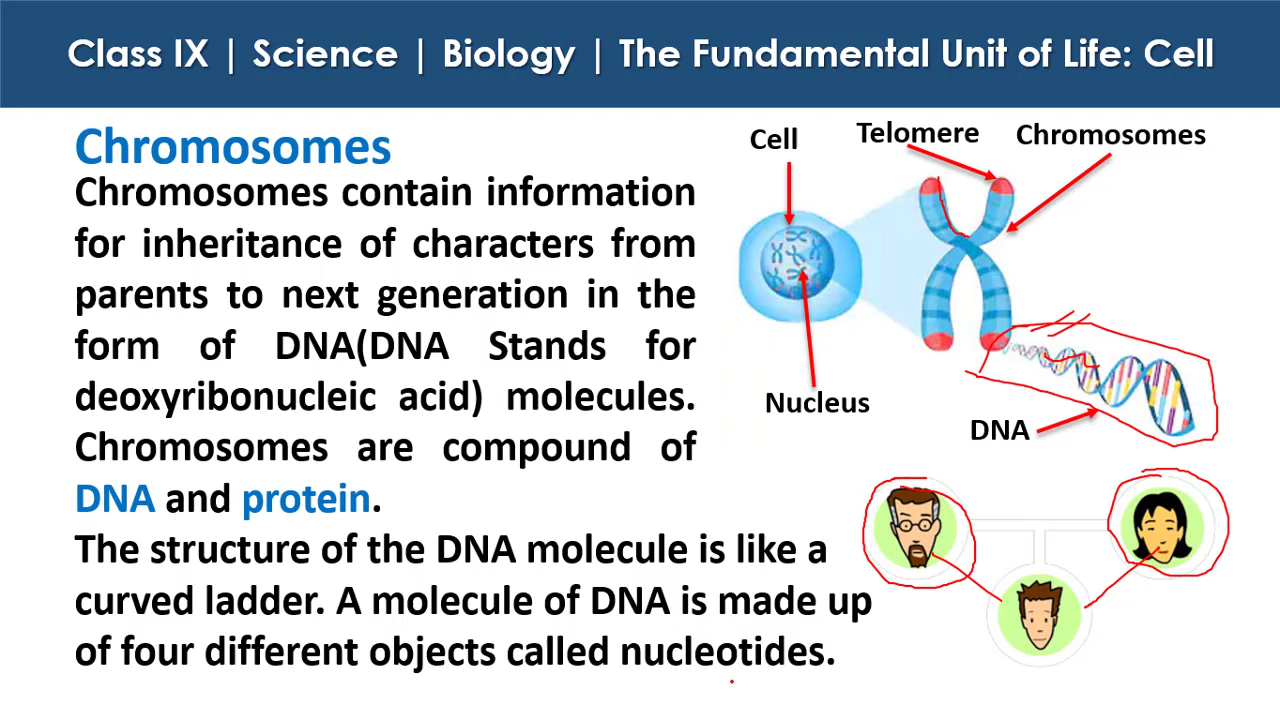 Class IX | Science | Biology | The Fundamental Unit of Life: Cell
Chromosomes
Chromosomes contain information
for inheritance of characters from
parents to next generation in the
form of DNA(DNA Stands for
deoxyribonucleic acid) molecules.
Chromosomes are compound of
DNA and protein.
The structure of the DNA molecule is like a
curved ladder. A molecule of DNA is made up
of four different objects called nucleotides.
Cell
Telomere
Chromosomes
Nucleus
DNA